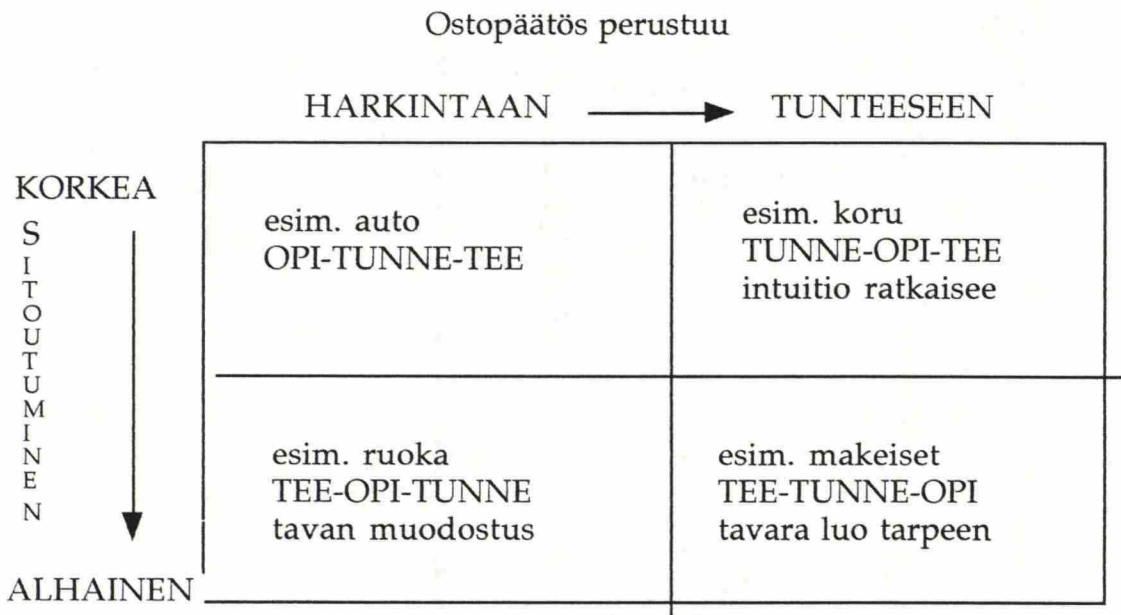 Ostopäätös perustuu
HARKINTAAN TUNTEESEEN
KORKEA
SITOUTUMINEN
esim. auto
OPI-TUNNE-TEE
esim. koru
TUNNE-OPI-TEE
intuitio ratkaisee
esim. ruoka
TEE-OPI-TUNNE
tavan muodostus
esim. makeiset
TEE-TUNNE-OPI
tavara luo tarpeen
ALHAINEN